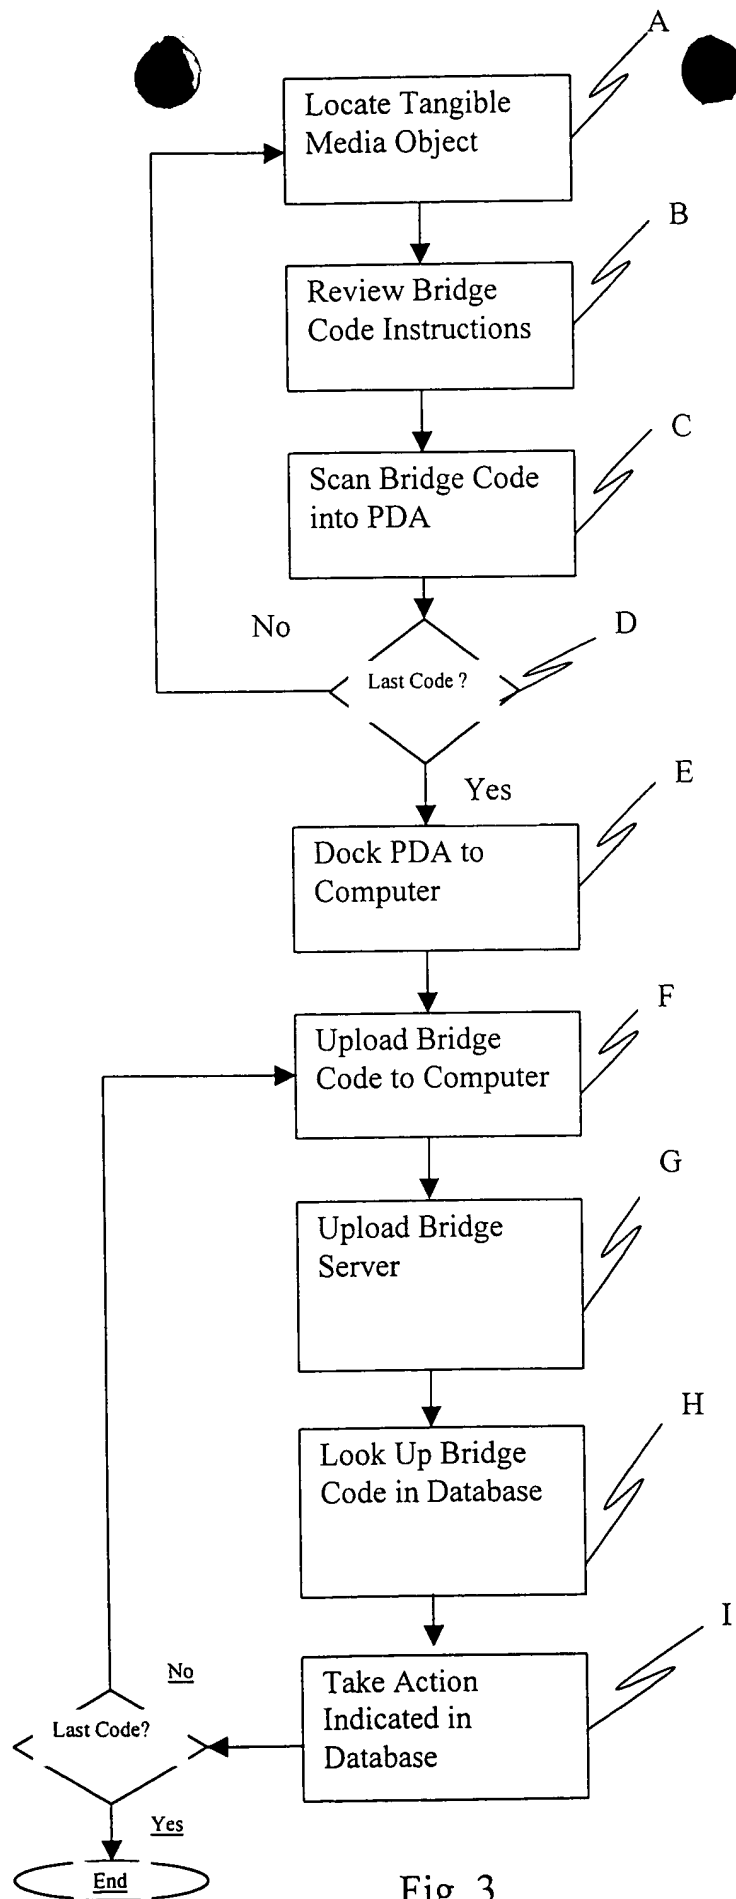 A
Locate Tangible
Media Object
B
Review Bridge
Code Instructions
C
Scan Bridge Code
into PDA
No
D
Last Code ?
Yes
E
Dock PDA to
Computer
F
Upload Bridge
Code to Computer
G
Upload Bridge
Server
H
Look Up Bridge
Code in Database
I
Take Action
Indicated in
Database
No
Last Code?
Yes
End
Fig. 3